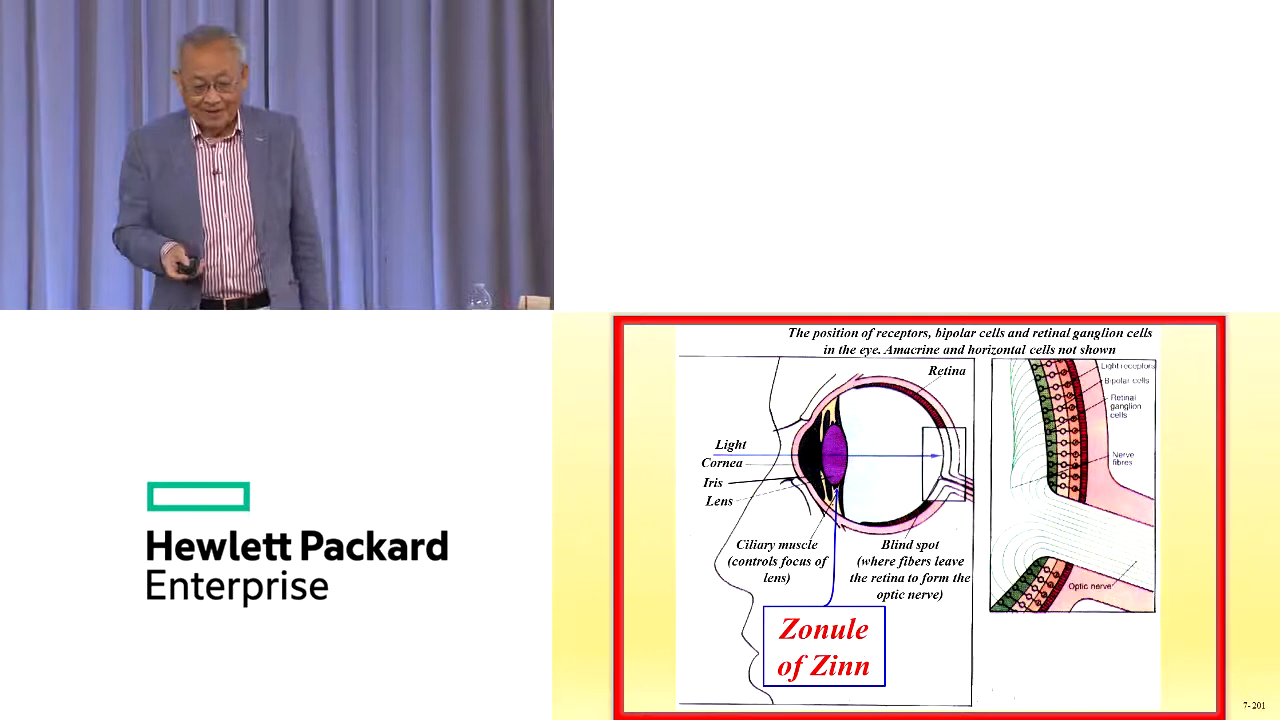 The position of receptors, bipolar cells and retinal ganglion cells
in the eye. Amacrine and horizontal cells not shown
Retina
Light
Cornea
Iris
Lens
Ciliary muscle
(controls focus of
lens)
Blind spot
(where fibers leave
the retina to form the
optic nerve)
Zonule
of Zinn
Light receptors
Bipolar cells
Retinal
ganglion
cells
Nerve
fibres
Optic nerve
Hewlett Packard
Enterprise
7- 201